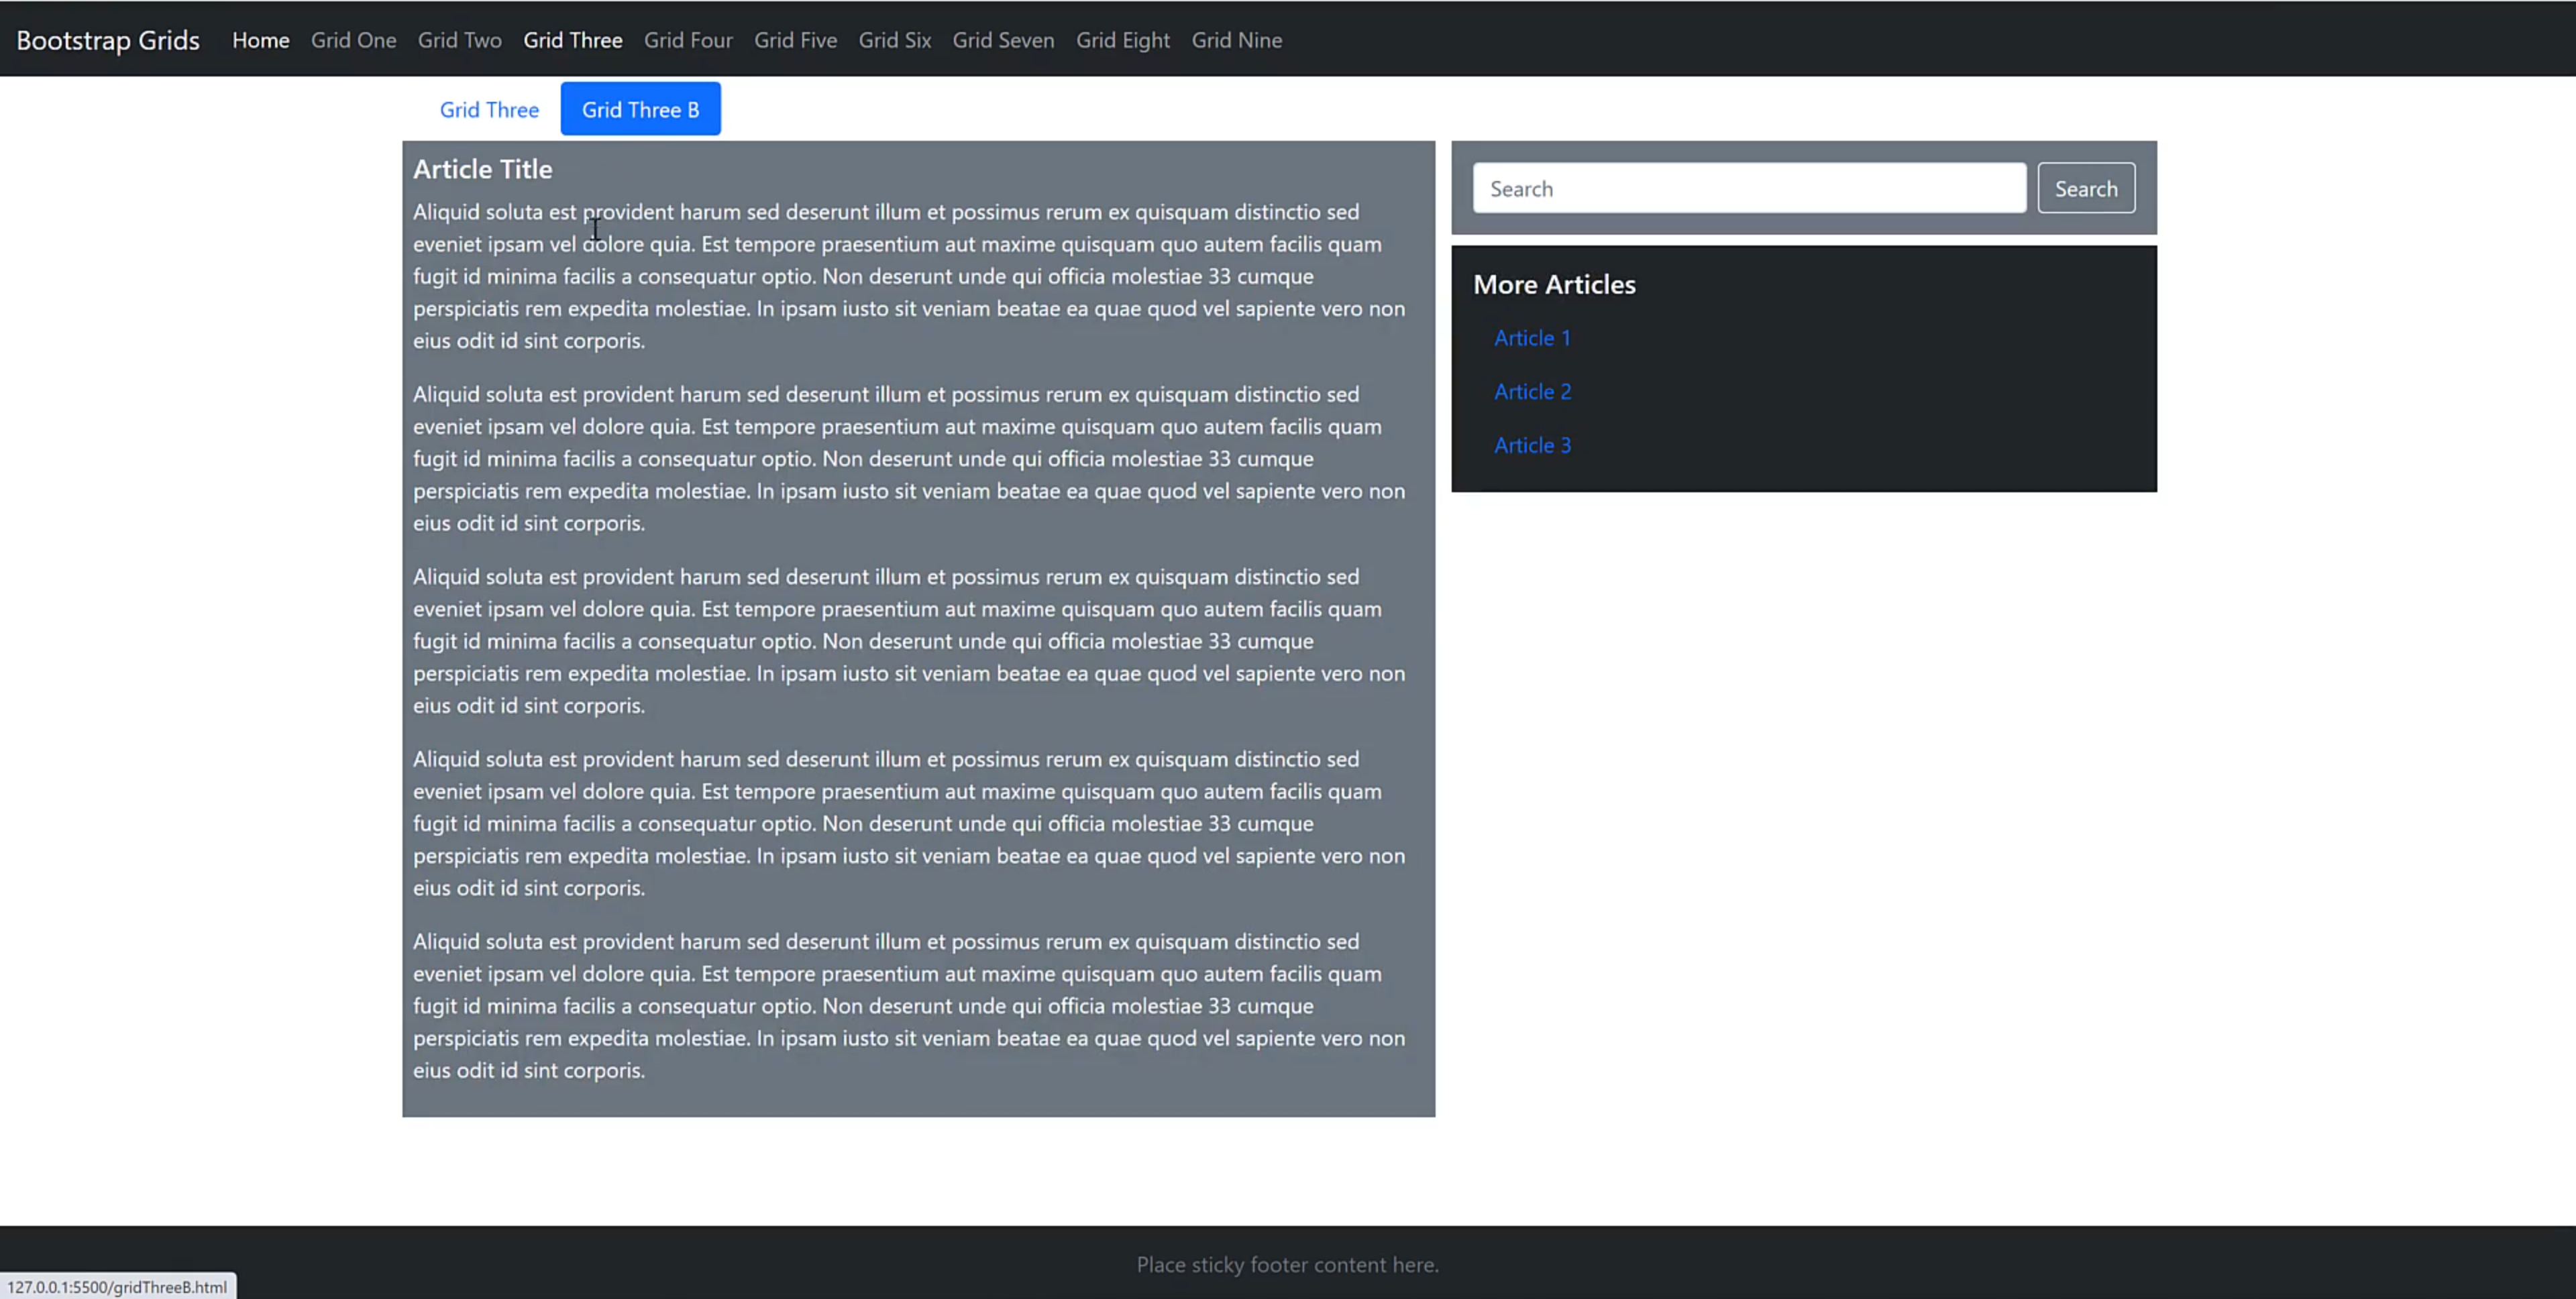 Bootstrap Grids Home Grid One Grid Two Grid Three Grid Four Grid Five Grid Six Grid Seven Grid Eight Grid Nine
Grid Three Grid Three B
Article Title
Aliquid soluta est provident harum sed deserunt illum et possimus rerum ex quisquam distinctio sed
eveniet ipsam vel dolore quia. Est tempore praesentium aut maxime quisquam quo autem facilis quam
fugit id minima facilis a consequatur optio. Non deserunt unde qui officia molestiae 33 cumque
perspiciatis rem expedita molestiae. In ipsam iusto sit veniam beatae ea quae quod vel sapiente vero non
eius odit id sint corporis.
Aliquid soluta est provident harum sed deserunt illum et possimus rerum ex quisquam distinctio sed
eveniet ipsam vel dolore quia. Est tempore praesentium aut maxime quisquam quo autem facilis quam
fugit id minima facilis a consequatur optio. Non deserunt unde qui officia molestiae 33 cumque
perspiciatis rem expedita molestiae. In ipsam iusto sit veniam beatae ea quae quod vel sapiente vero non
eius odit id sint corporis.
Aliquid soluta est provident harum sed deserunt illum et possimus rerum ex quisquam distinctio sed
eveniet ipsam vel dolore quia. Est tempore praesentium aut maxime quisquam quo autem facilis quam
fugit id minima facilis a consequatur optio. Non deserunt unde qui officia molestiae 33 cumque
perspiciatis rem expedita molestiae. In ipsam iusto sit veniam beatae ea quae quod vel sapiente vero non
eius odit id sint corporis.
Aliquid soluta est provident harum sed deserunt illum et possimus rerum ex quisquam distinctio sed
eveniet ipsam vel dolore quia. Est tempore praesentium aut maxime quisquam quo autem facilis quam
fugit id minima facilis a consequatur optio. Non deserunt unde qui officia molestiae 33 cumque
perspiciatis rem expedita molestiae. In ipsam iusto sit veniam beatae ea quae quod vel sapiente vero non
eius odit id sint corporis.
Aliquid soluta est provident harum sed deserunt illum et possimus rerum ex quisquam distinctio sed
eveniet ipsam vel dolore quia. Est tempore praesentium aut maxime quisquam quo autem facilis quam
fugit id minima facilis a consequatur optio. Non deserunt unde qui officia molestiae 33 cumque
perspiciatis rem expedita molestiae. In ipsam iusto sit veniam beatae ea quae quod vel sapiente vero non
eius odit id sint corporis.
Search Search
More Articles
Article 1
Article 2
Article 3
Place sticky footer content here.
127.0.0.1:5500/gridThreeB.html